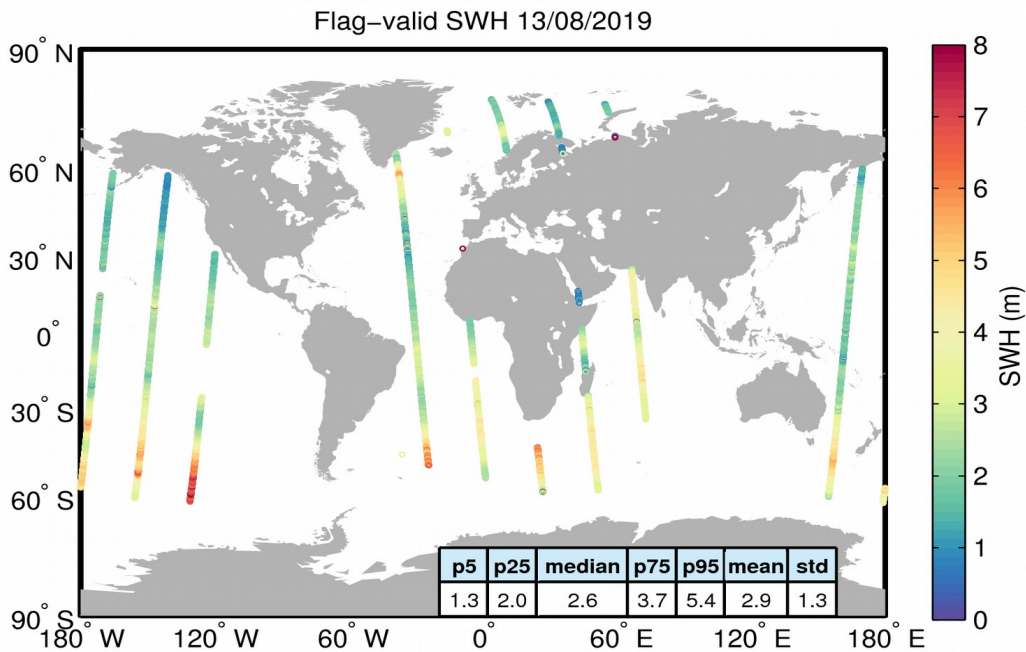 Flag−valid SWH 13/08/2019
90° N
60° N
30° N
0°
30° S
60° S
90° S
180° W
120° W
60° W
0°
60° E
120° E
180° E
p5 p25 median p75 p95 mean std
1.3 2.0 2.6 3.7 5.4 2.9 1.3
8
7
6
5
4
3
2
1
0
SWH (m)